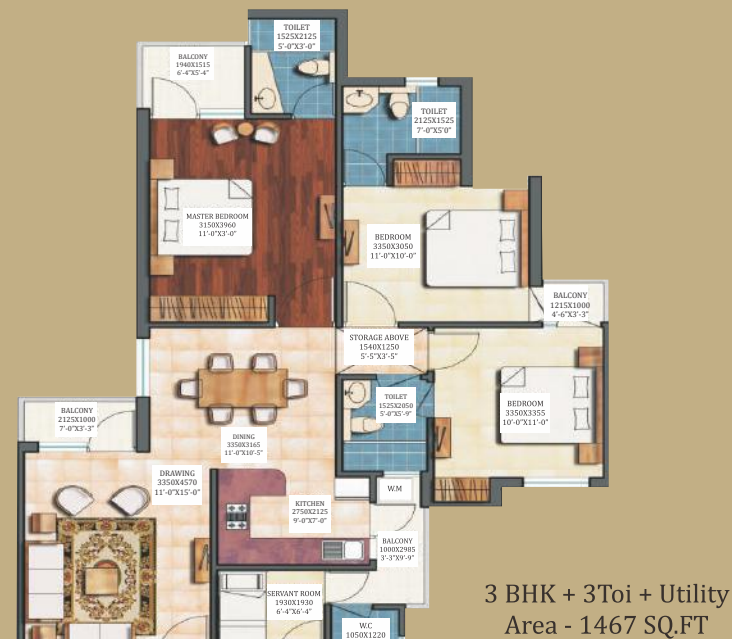 TOILET
1525X2125
5'-0"X3'-0"
BALCONY
1940X1515
6'-4"X5'-4"
TOILET
2125X1525
7'-0"X5'0"
MASTER BEDROOM
3150X3960
11'-0"X3'-0"
BEDROOM
3350X3050
11'-0"X10'-0"
BALCONY
1215X1000
4'-6"X3'-3"
STORAGE ABOVE
1540X1250
5'-5"X3'-5"
TOILET
1525X2050
5'-0"X5'-9"
BEDROOM
3350X3355
10'-0"X11'-0"
BALCONY
2125X1000
7'-0"X3'-3"
DINING
3350X3165
11'-0"X10'-5"
DRAWING
3350X4570
11'-0"X15'-0"
W.M
KITCHEN
2750X2125
9'-0"X7'-0"
BALCONY
1000X2985
3'-3"X9'-9"
SERVANT ROOM
1930X1930
6'-4"X6'-4"
W.C
1050X1220
3 BHK + 3Toi + Utility
Area - 1467 SQ.FT